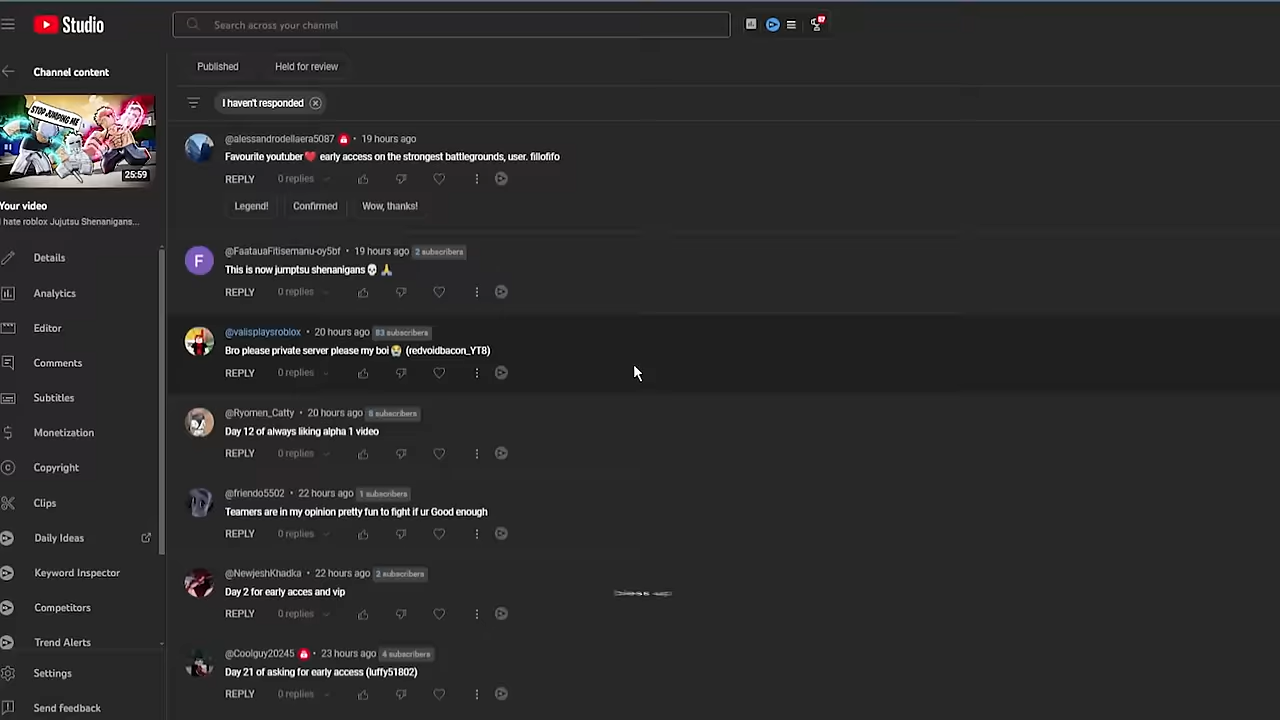 Studio
Search across your channel
Channel content
STOP JUMPING ME
25:59
Your video
I hate roblox Jujutsu Shenanigans...
Details
Analytics
Editor
Comments
Subtitles
Monetization
Copyright
Clips
Daily Ideas
Keyword Inspector
Competitors
Trend Alerts
Settings
Send feedback
Published
Held for review
I haven't responded
@alessandrodellaera5087 • 19 hours ago
Favourite youtuber❤️ early access on the strongest battlegrounds, user. fillofifo
REPLY 0 replies
Legend! Confirmed Wow, thanks!
F
@FaatauaFitisemanu-oy5bf • 19 hours ago 2 subscribers
This is now jumptsu shenanigans💀🙏
REPLY 0 replies
@valisplaysroblox • 20 hours ago 83 subscribers
Bro please private server please my boi 😭 (redvoidbacon_YT8)
REPLY 0 replies
@Ryomen_Catty • 20 hours ago 8 subscribers
Day 12 of always liking alpha 1 video
REPLY 0 replies
@friendo5502 • 22 hours ago 1 subscribers
Teamers are in my opinion pretty fun to fight if ur Good enough
REPLY 0 replies
@NewjeshKhadka • 22 hours ago 2 subscribers
Day 2 for early acces and vip
REPLY 0 replies
@Coolguy20245 • 23 hours ago 4 subscribers
Day 21 of asking for early access (luffy51802)
REPLY 0 replies